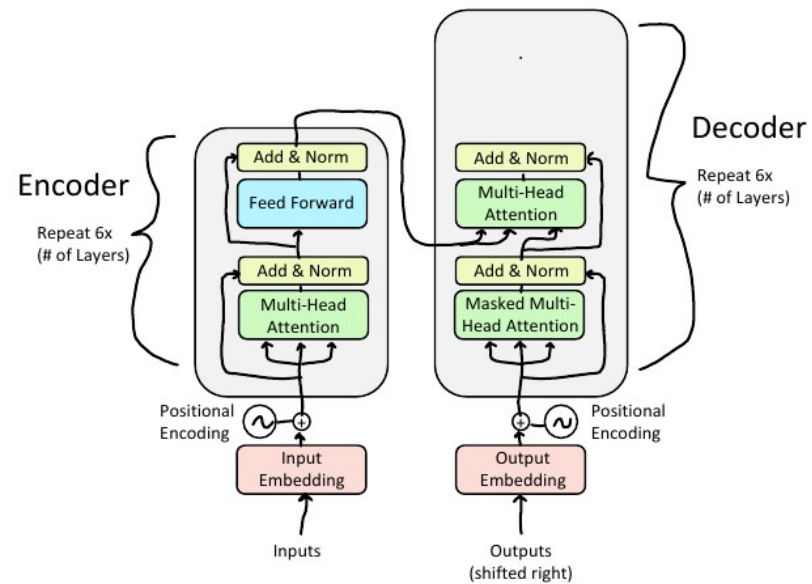 Encoder
Repeat 6x
(# of Layers)
Add & Norm
Feed Forward
Add & Norm
Multi-Head
Attention
Positional
Encoding
Input
Embedding
Inputs
Decoder
Repeat 6x
(# of Layers)
Add & Norm
Multi-Head
Attention
Add & Norm
Masked Multi-
Head Attention
Positional
Encoding
Output
Embedding
Outputs
(shifted right)